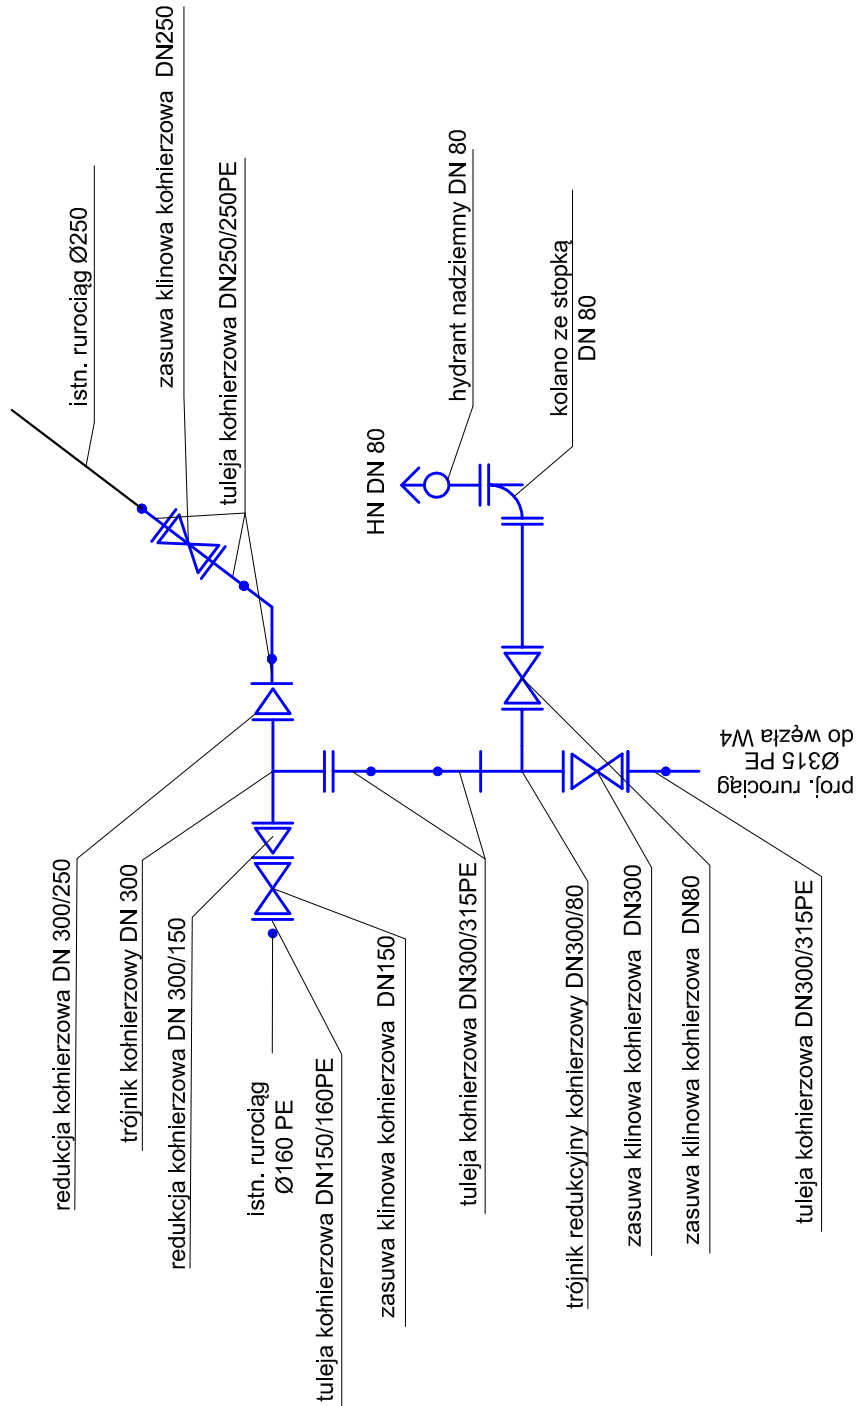 istn. rurociąg Ø250
zasuwa klinowa kołnierzowa DN250
tuleja kołnierzowa DN250/250PE
HN DN 80
hydrant nadziemny DN 80
kolano ze stopką
DN 80
redukcja kołnierzowa DN 300/250
trójnik kołnierzowy DN 300
redukcja kołnierzowa DN 300/150
istn. rurociąg
Ø160 PE
tuleja kołnierzowa DN150/160PE
zasuwa klinowa kołnierzowa DN150
tuleja kołnierzowa DN300/315PE
trójnik redukcyjny kołnierzowy DN300/80
zasuwa klinowa kołnierzowa DN300
zasuwa klinowa kołnierzowa DN80
tuleja kołnierzowa DN300/315PE
proj. rurociąg
Ø315 PE
do węzła W4